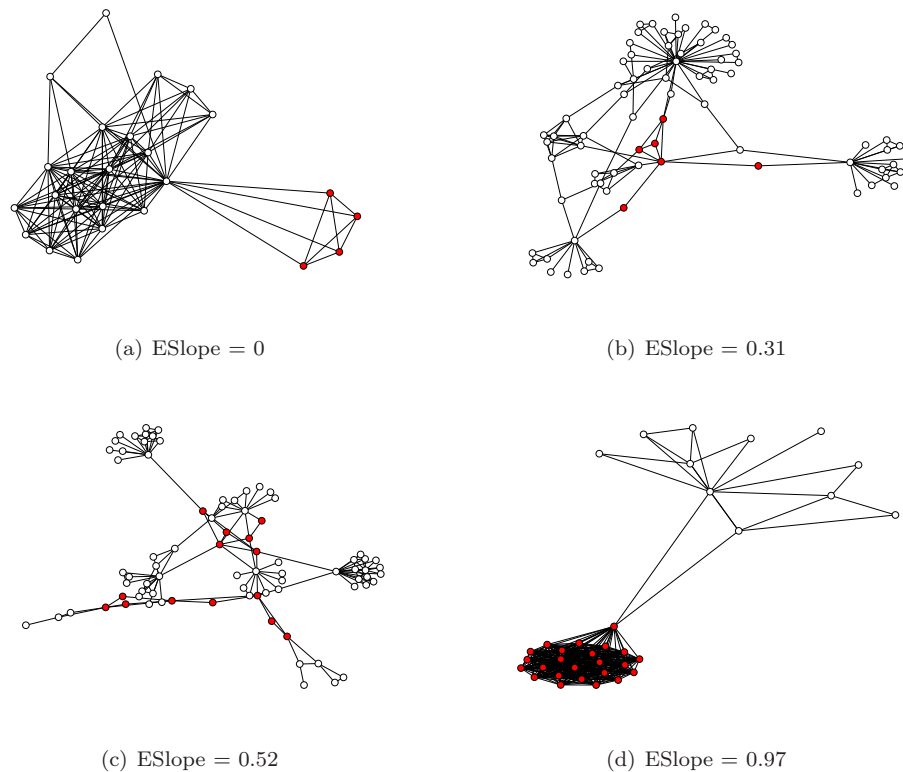 (a) ESlope = 0
(b) ESlope = 0.31
(c) ESlope = 0.52
(d) ESlope = 0.97